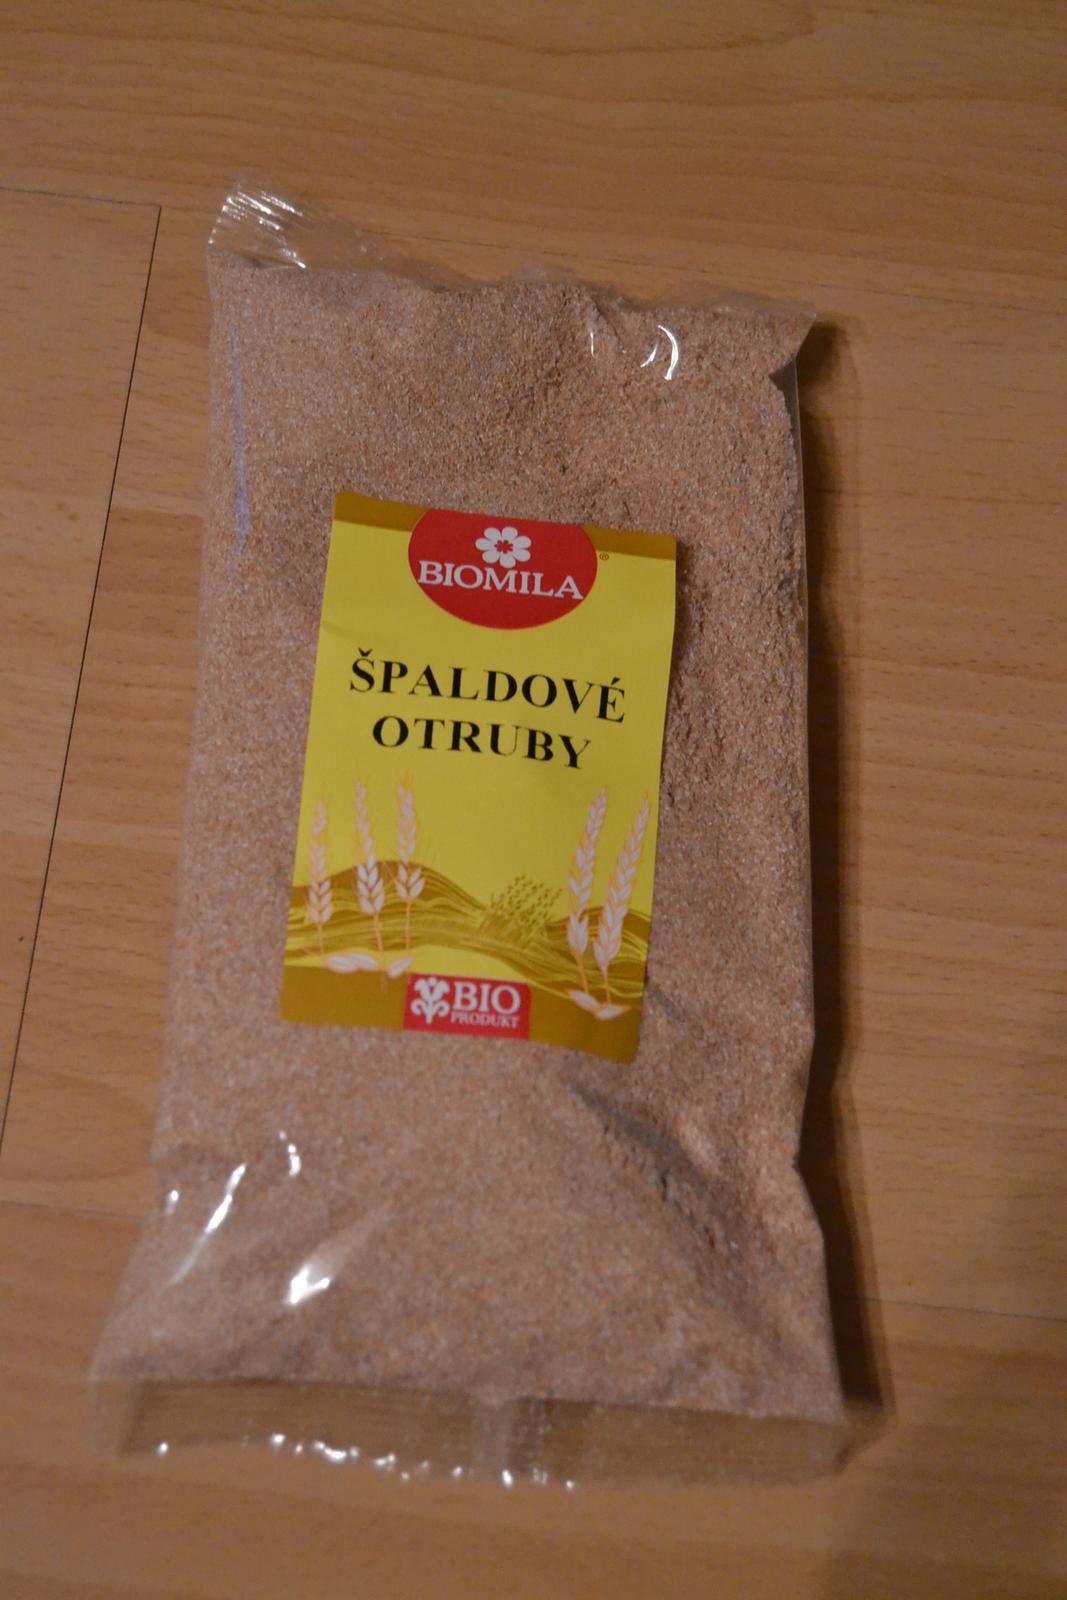 BIOMILA
®
ŠPALDOVÉ
OTRUBY
BIO
PRODUKT